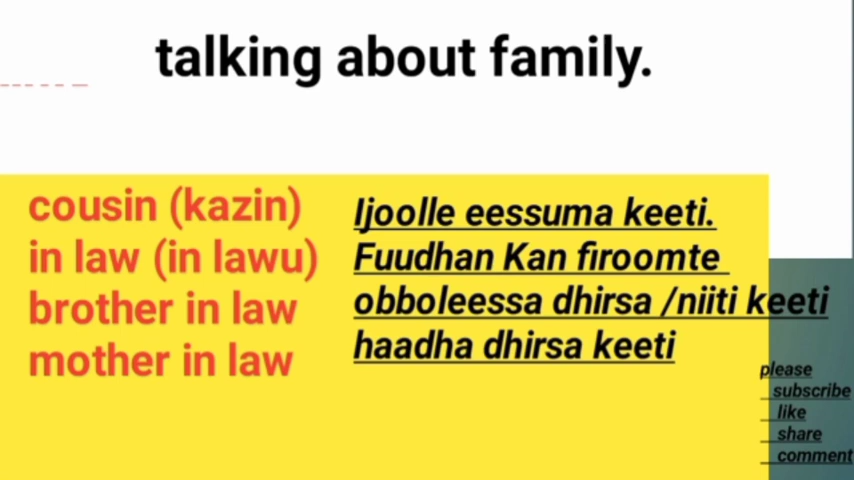 talking about family.
cousin (kazin)
in law (in lawu)
brother in law
mother in law
Ijoolle eessuma keeti.
Fuudhan Kan firoomte
obboleessa dhirsa /niiti keeti
haadha dhirsa keeti
please
subscribe
like
share
comment